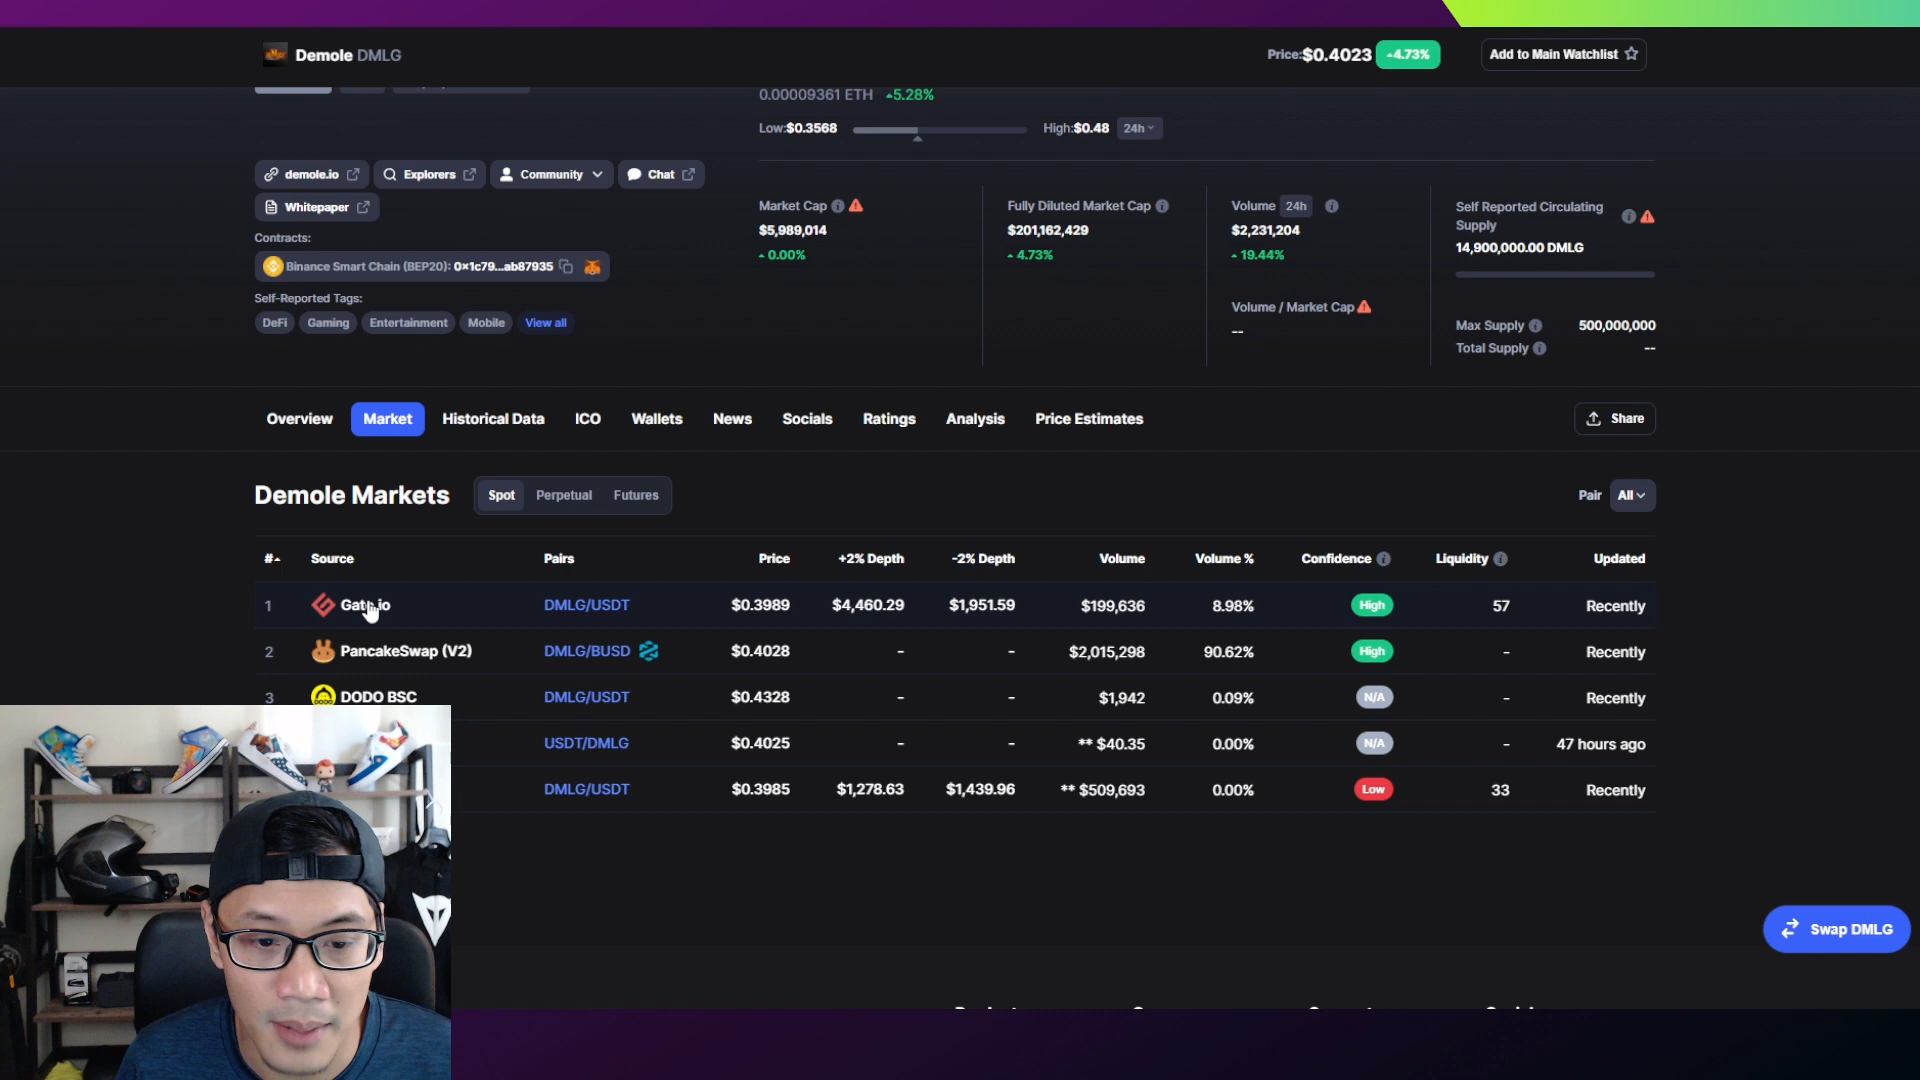 Demole DMLG
Price:$0.4023 4.73%
Add to Main Watchlist
0.00009361 ETH 5.28%
Low:$0.3568 High:$0.48 24h
demole.io Explorers Community Chat
Whitepaper
Contracts:
Binance Smart Chain (BEP20): 0x1c79...ab87935
Self-Reported Tags:
DeFi Gaming Entertainment Mobile View all
Market Cap
$5,989,014
0.00%
Fully Diluted Market Cap
$201,162,429
4.73%
Volume 24h
$2,231,204
19.44%
Volume / Market Cap
--
Self Reported Circulating
Supply
14,900,000.00 DMLG
Max Supply 500,000,000
Total Supply --
Overview Market Historical Data ICO Wallets News Socials Ratings Analysis Price Estimates Share
Demole Markets Spot Perpetual Futures Pair All
# Source Pairs Price +2% Depth -2% Depth Volume Volume % Confidence Liquidity Updated
1 Gate.io DMLG/USDT $0.3989 $4,460.29 $1,951.59 $199,636 8.98% High 57 Recently
2 PancakeSwap (V2) DMLG/BUSD $0.4028 - - $2,015,298 90.62% High - Recently
3 DODO BSC DMLG/USDT $0.4328 - - $1,942 0.09% N/A - Recently
USDT/DMLG $0.4025 - - ** $40.35 0.00% N/A - 47 hours ago
DMLG/USDT $0.3985 $1,278.63 $1,439.96 ** $509,693 0.00% Low 33 Recently
Swap DMLG